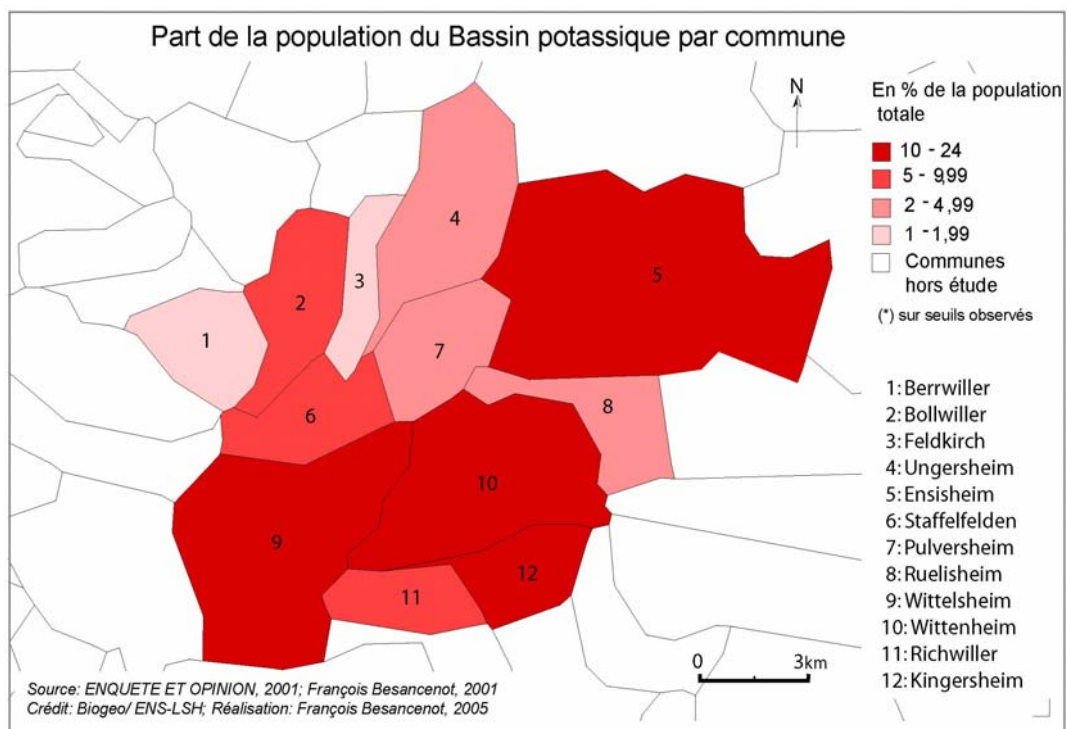 Part de la population du Bassin potassique par commune
N
En % de la population
totale
10 - 24
5 - 9,99
2 - 4,99
1 - 1,99
Communes
hors étude
(*) sur seuils observés
1
2
3
4
5
6
7
8
9
10
11
12
1: Berrwiller
2: Bollwiller
3: Feldkirch
4: Ungersheim
5: Ensisheim
6: Staffelfelden
7: Pulversheim
8: Ruelisheim
9: Wittelsheim
10: Wittenheim
11: Richwiller
12: Kingersheim
0 3km
Source: ENQUETE ET OPINION, 2001; François Besancenot, 2001
Crédit: Biogeo/ ENS-LSH; Réalisation: François Besancenot, 2005